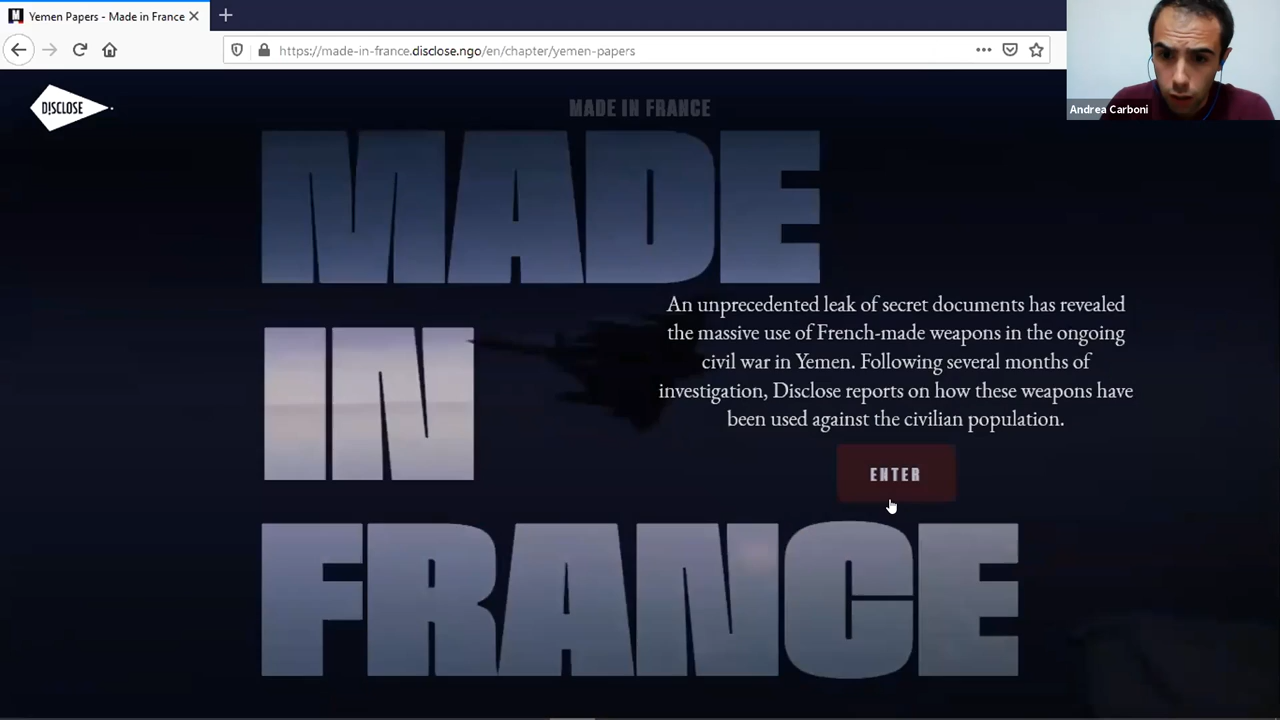 Yemen Papers - Made in France
https://made-in-france.disclose.ngo/en/chapter/yemen-papers
Andrea Carboni
DISCLOSE
MADE IN FRANCE
MADE
IN
FRANCE
An unprecedented leak of secret documents has revealed
the massive use of French-made weapons in the ongoing
civil war in Yemen. Following several months of
investigation, Disclose reports on how these weapons have
been used against the civilian population.
ENTER